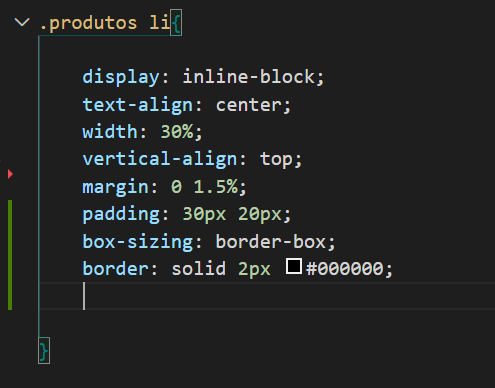 .produtos li{
display: inline-block;
text-align: center;
width: 30%;
vertical-align: top;
margin: 0 1.5%;
padding: 30px 20px;
box-sizing: border-box;
border: solid 2px #000000;
}